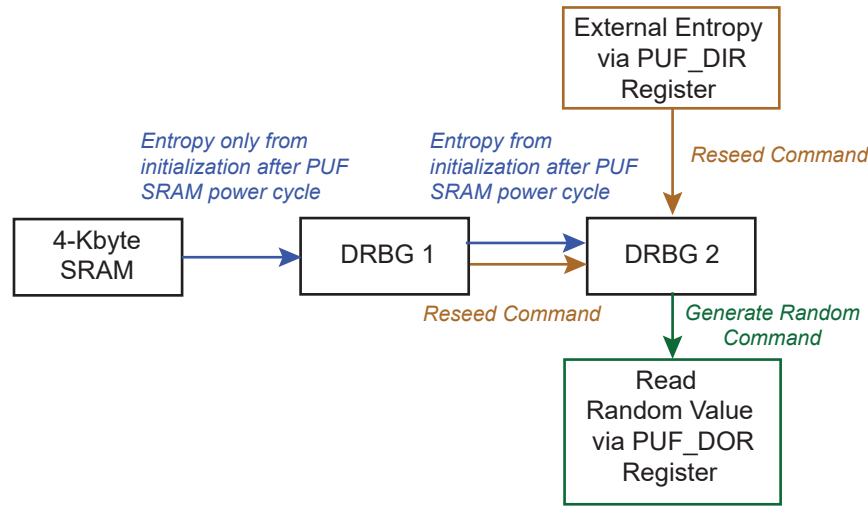 External Entropy
via PUF_DIR
Register
Entropy only from
initialization after PUF
SRAM power cycle
Entropy from
initialization after PUF
SRAM power cycle
Reseed Command
4-Kbyte
SRAM
DRBG 1
DRBG 2
Reseed Command
Generate Random
Command
Read
Random Value
via PUF_DOR
Register